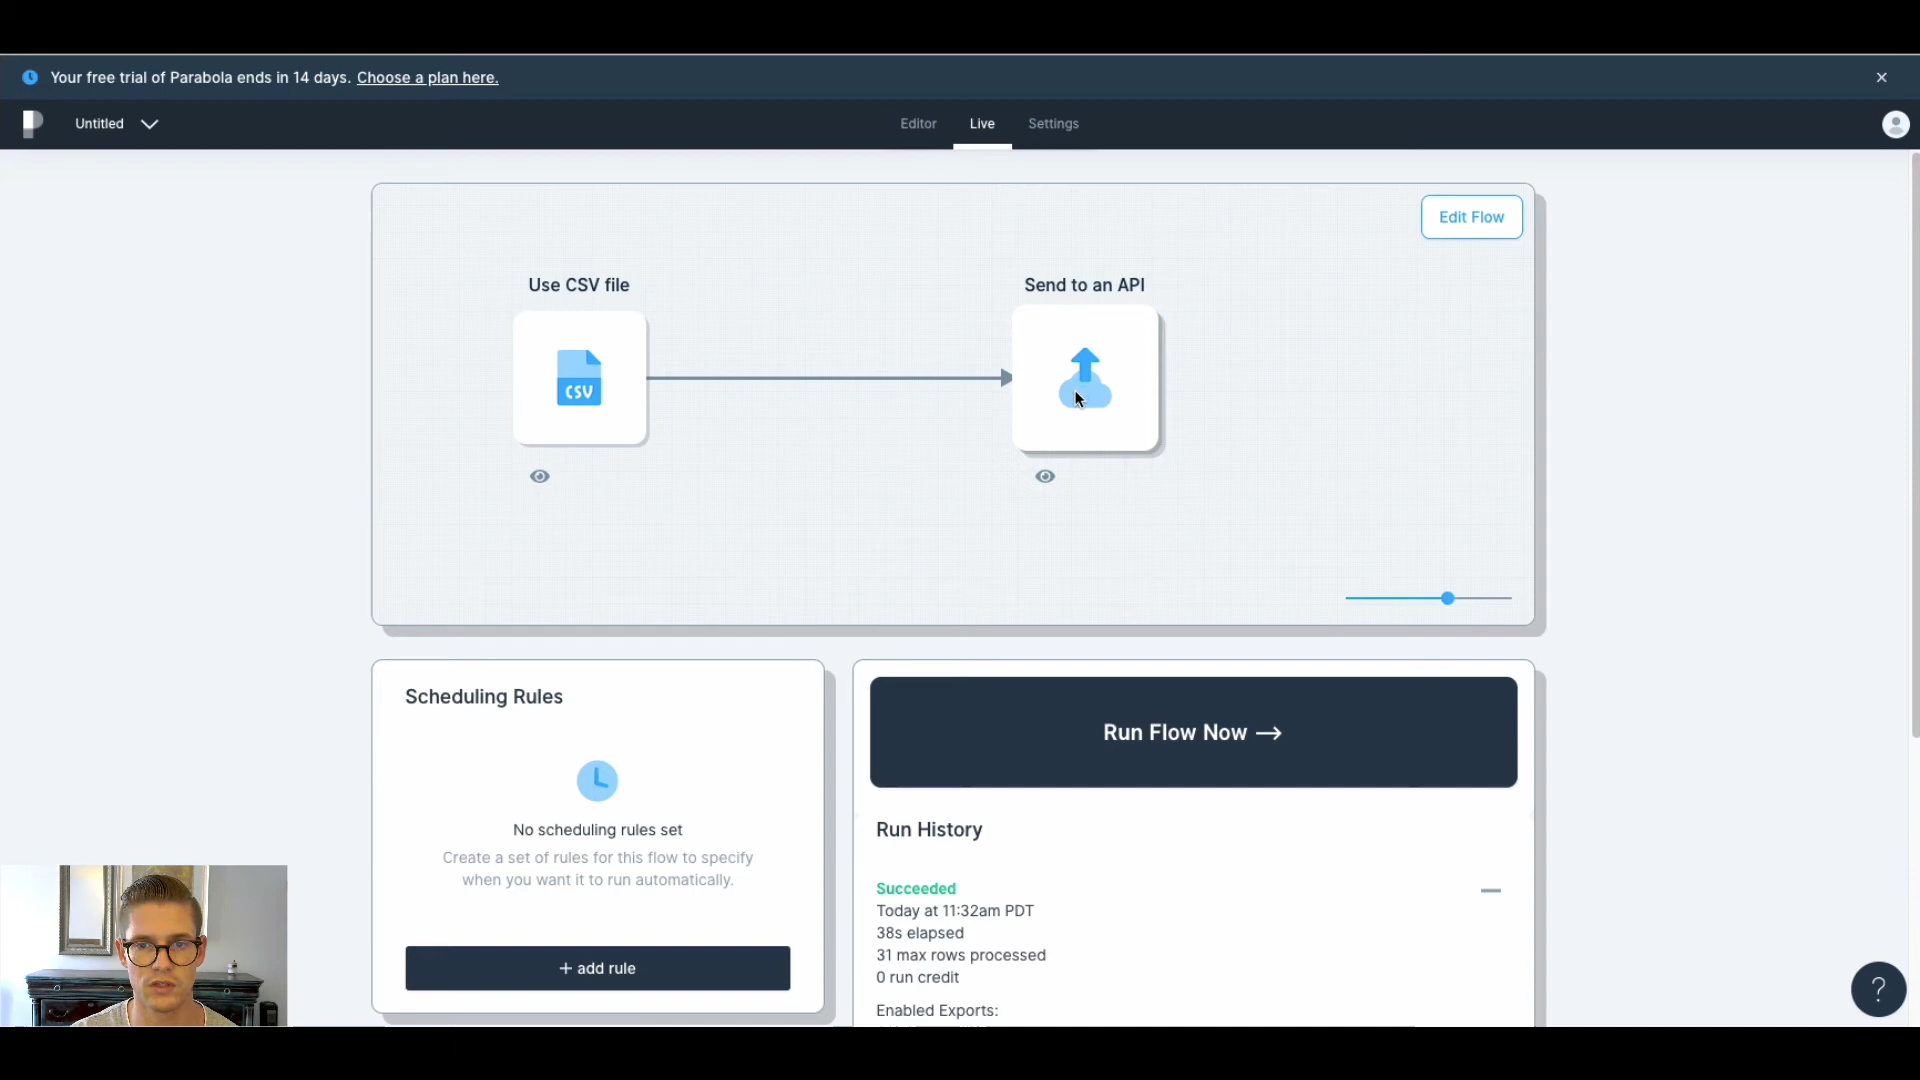 Your free trial of Parabola ends in 14 days. Choose a plan here.
Untitled
Editor
Live
Settings
Edit Flow
Use CSV file
Send to an API
CSV
Scheduling Rules
No scheduling rules set
Create a set of rules for this flow to specify
when you want it to run automatically.
+ add rule
Run Flow Now →
Run History
Succeeded
Today at 11:32am PDT
38s elapsed
31 max rows processed
0 run credit
Enabled Exports:
?